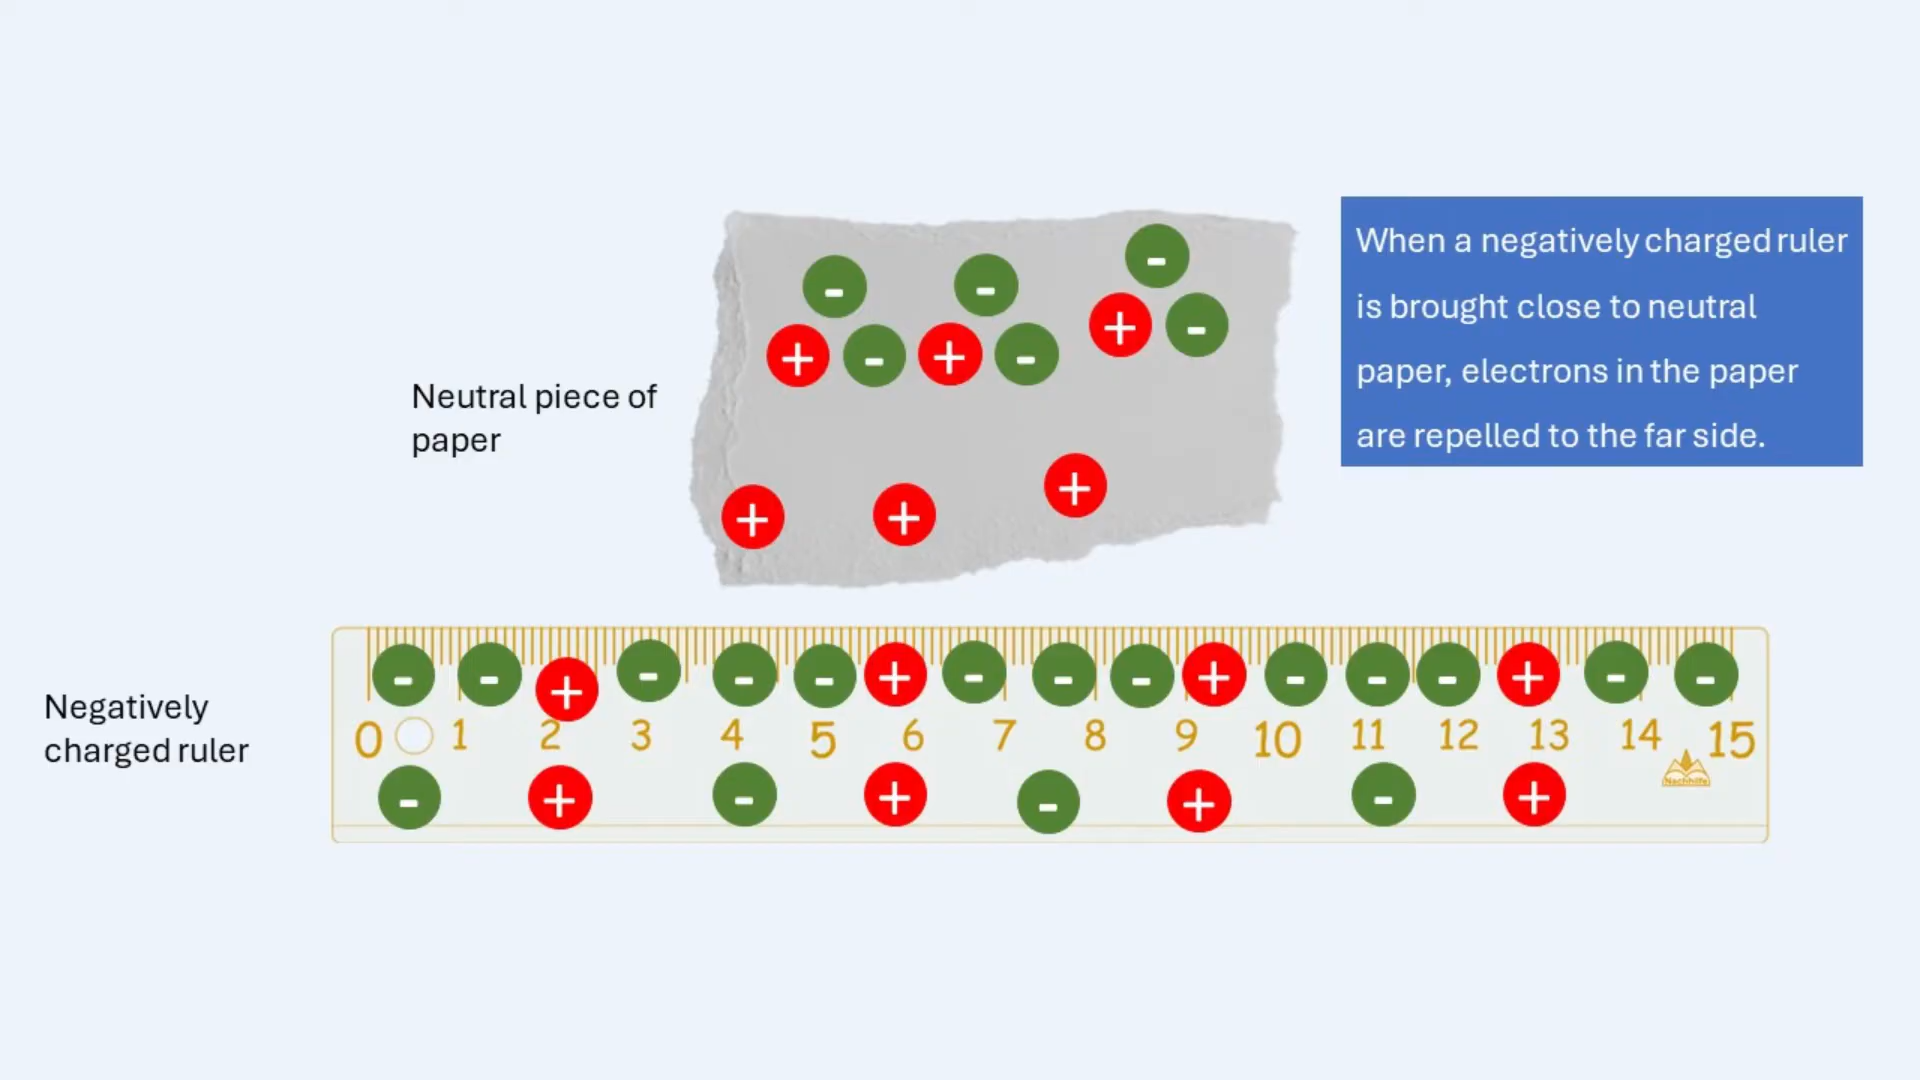 When a negatively charged ruler
is brought close to neutral
paper, electrons in the paper
are repelled to the far side.
Neutral piece of
paper
- - -
+ - + - + -
+ + +
Negatively
charged ruler
- - + - - - + - - - + - - - + - -
0 1 2 3 4 5 6 7 8 9 10 11 12 13 14 15
Nachhilfe
- + - + - + - +